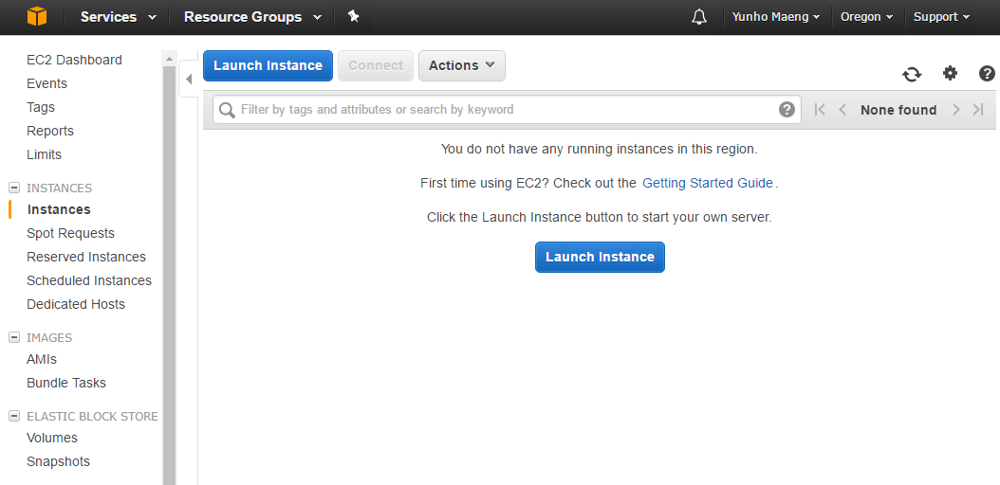 Services Resource Groups Yunho Maeng Oregon Support
EC2 Dashboard
Events
Tags
Reports
Limits
INSTANCES
Instances
Spot Requests
Reserved Instances
Scheduled Instances
Dedicated Hosts
IMAGES
AMIs
Bundle Tasks
ELASTIC BLOCK STORE
Volumes
Snapshots
Launch Instance Connect Actions
Filter by tags and attributes or search by keyword None found
You do not have any running instances in this region.
First time using EC2? Check out the Getting Started Guide.
Click the Launch Instance button to start your own server.
Launch Instance